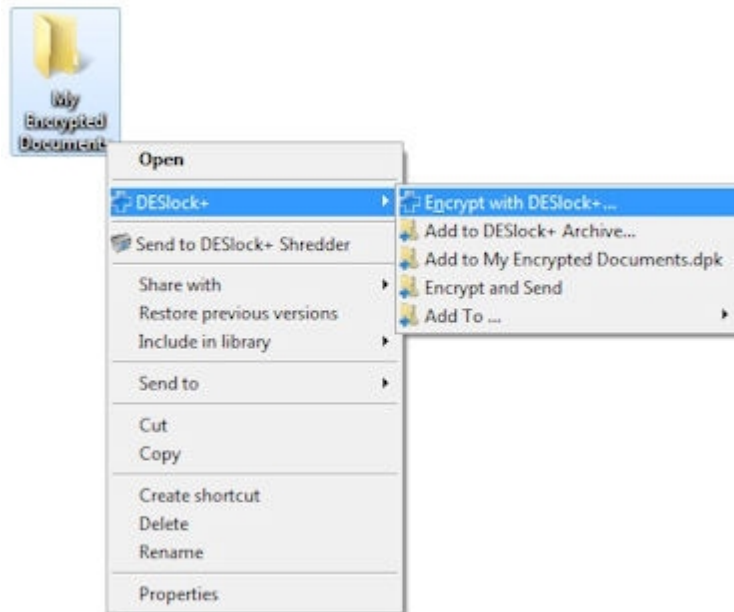 My
Encrypted
Documents
Open
DESlock+
Send to DESlock+ Shredder
Share with
Restore previous versions
Include in library
Send to
Cut
Copy
Create shortcut
Delete
Rename
Properties
Encrypt with DESlock+...
Add to DESlock+ Archive...
Add to My Encrypted Documents.dpk
Encrypt and Send
Add To ...